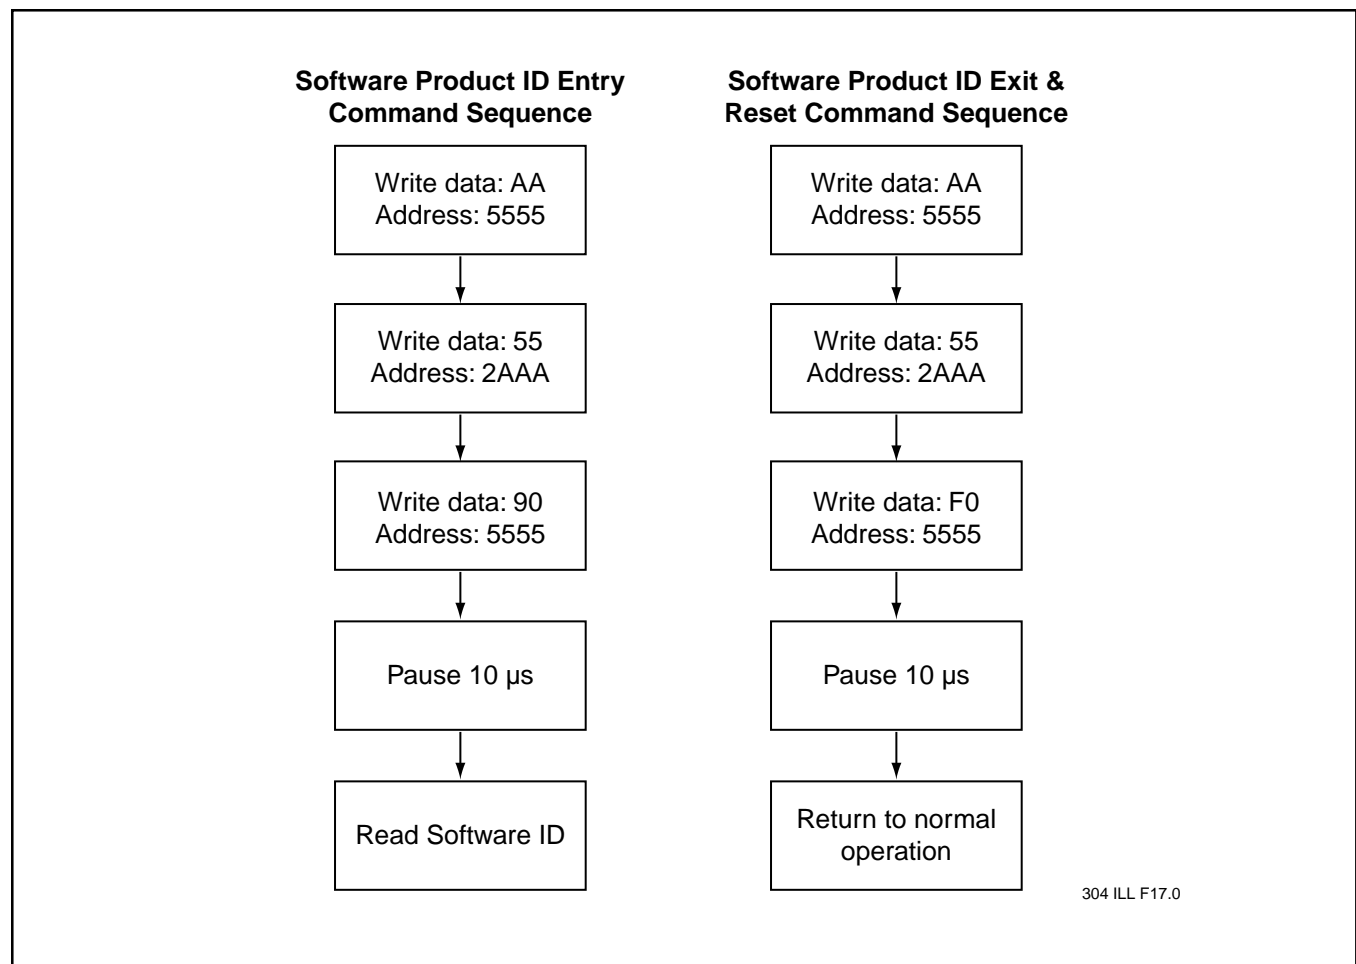 Software Product ID Entry
Command Sequence
Write data: AA
Address: 5555
Write data: 55
Address: 2AAA
Write data: 90
Address: 5555
Pause 10 µs
Read Software ID
Software Product ID Exit &
Reset Command Sequence
Write data: AA
Address: 5555
Write data: 55
Address: 2AAA
Write data: F0
Address: 5555
Pause 10 µs
Return to normal
operation
304 ILL F17.0